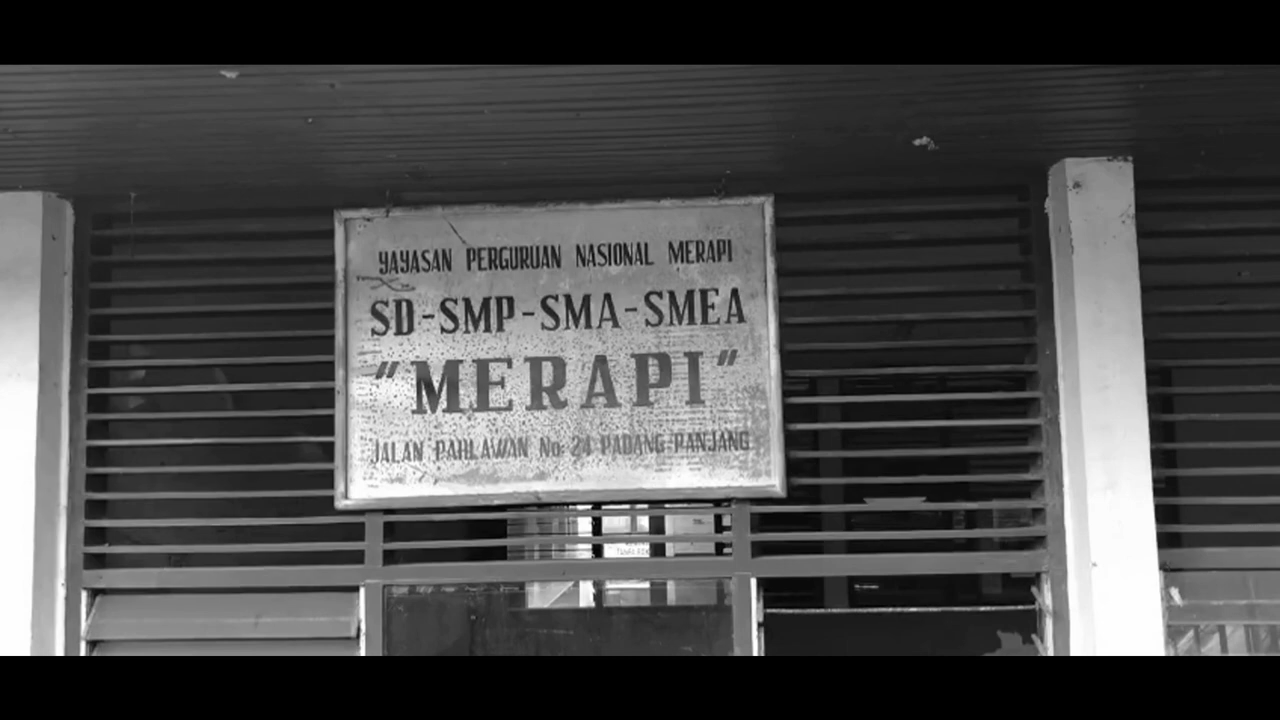 YAYASAN PERGURUAN NASIONAL MERAPI
SD-SMP-SMA-SMEA
"MERAPI"
JALAN PAHLAWAN No: 24 PADANG-PANJANG